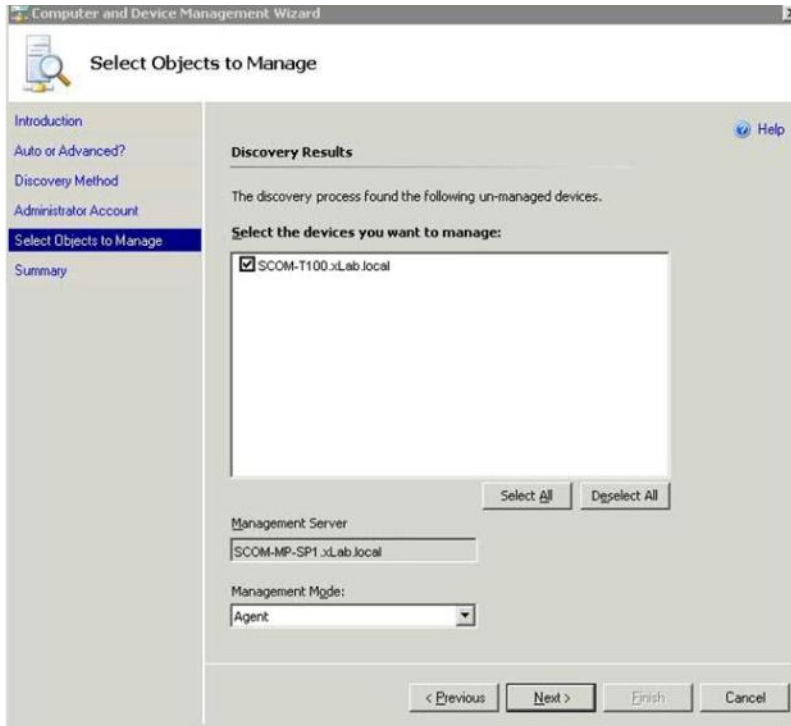 Computer and Device Management Wizard
Select Objects to Manage
Introduction
Auto or Advanced?
Discovery Method
Administrator Account
Select Objects to Manage
Summary
Help
Discovery Results
The discovery process found the following un-managed devices.
Select the devices you want to manage:
SCOM-T100.xLab.local
Select All
Deselect All
Management Server
SCOM-MP-SP1.xLab.local
Management Mode:
Agent
< Previous
Next >
Finish
Cancel